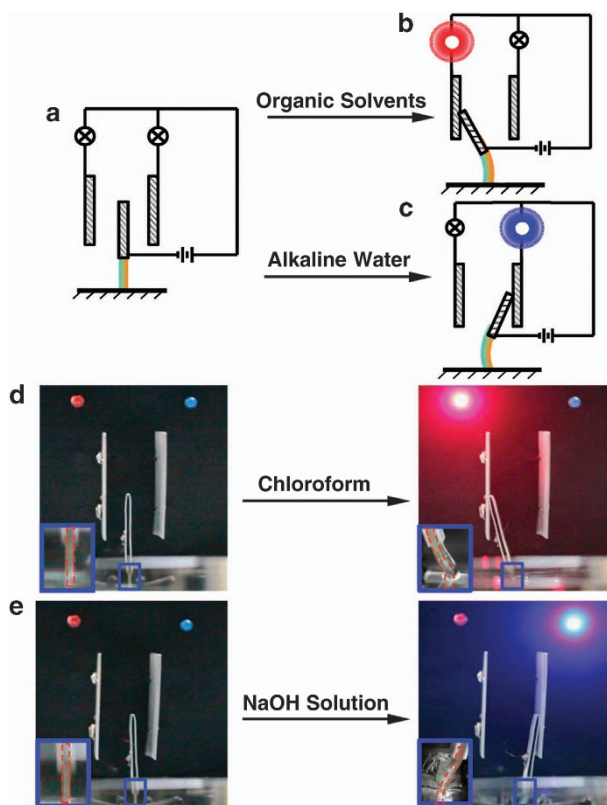 a
Organic Solvents
b
Alkaline Water
c
d
Chloroform
e
NaOH Solution